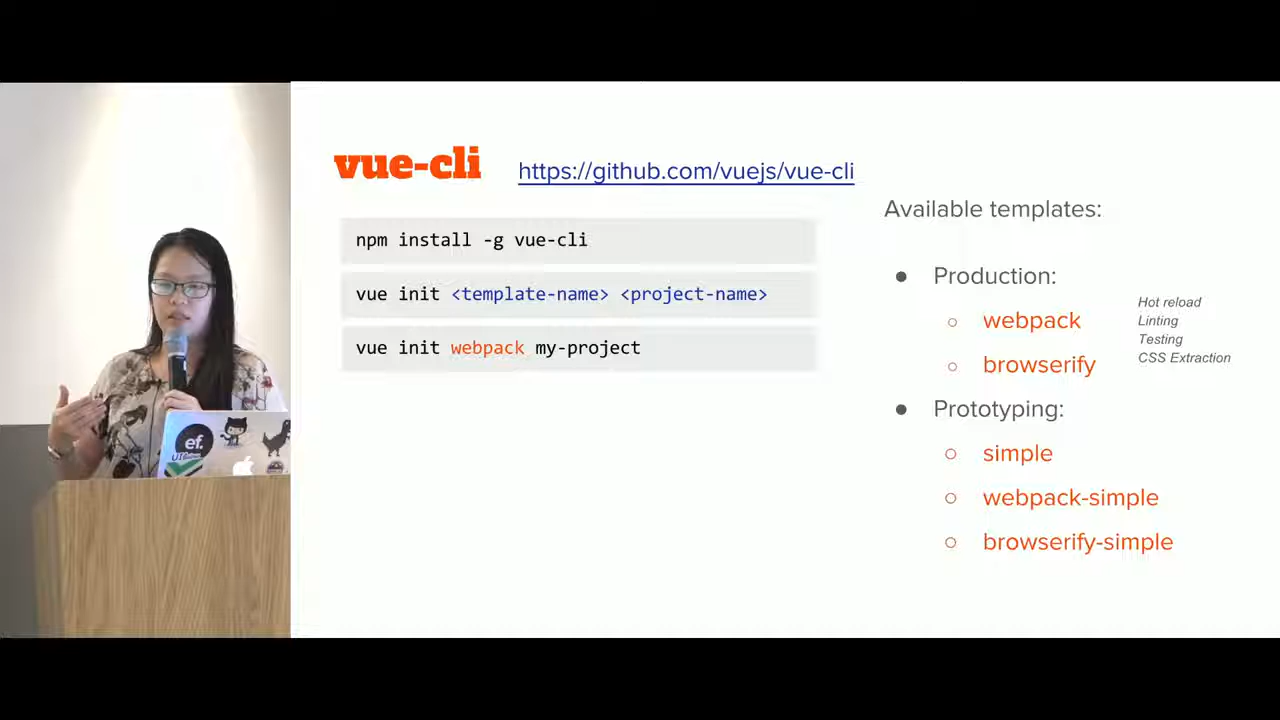 vue-cli
https://github.com/vuejs/vue-cli
npm install -g vue-cli
vue init <template-name> <project-name>
vue init webpack my-project
Available templates:
Production:
webpack
browserify
Hot reload
Linting
Testing
CSS Extraction
Prototyping:
simple
webpack-simple
browserify-simple
ef.